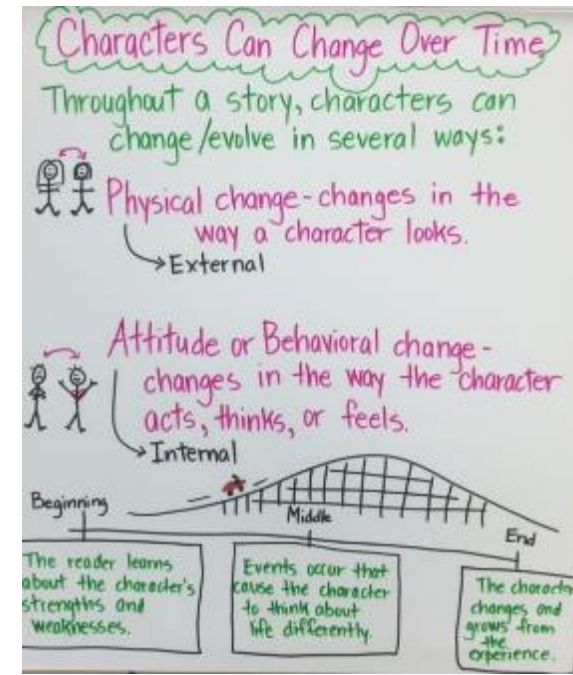 Characters Can Change Over Time
Throughout a story, characters can
change/evolve in several ways:
Physical change-changes in the
way a character looks.
External
Attitude or Behavioral change-
changes in the way the character
acts, thinks, or feels.
Internal
Beginning
Middle
End
The reader learns
about the character's
strengths and
weaknesses.
Events occur that
cause the character
to think about
life differently.
The character
changes and
grows from
the
experience.